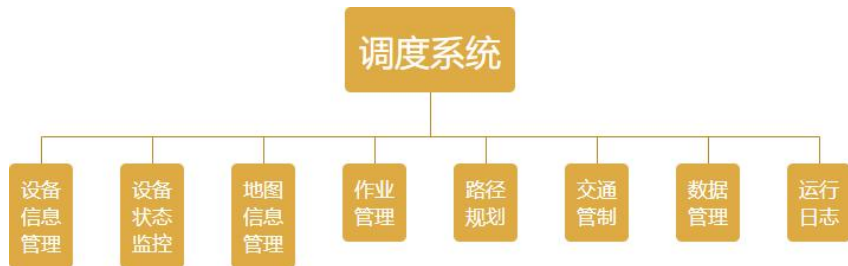 调度系统
设备
信息
管理
设备
状态
监控
地图
信息
管理
作业
管理
路径
规划
交通
管制
数据
管理
运行
日志